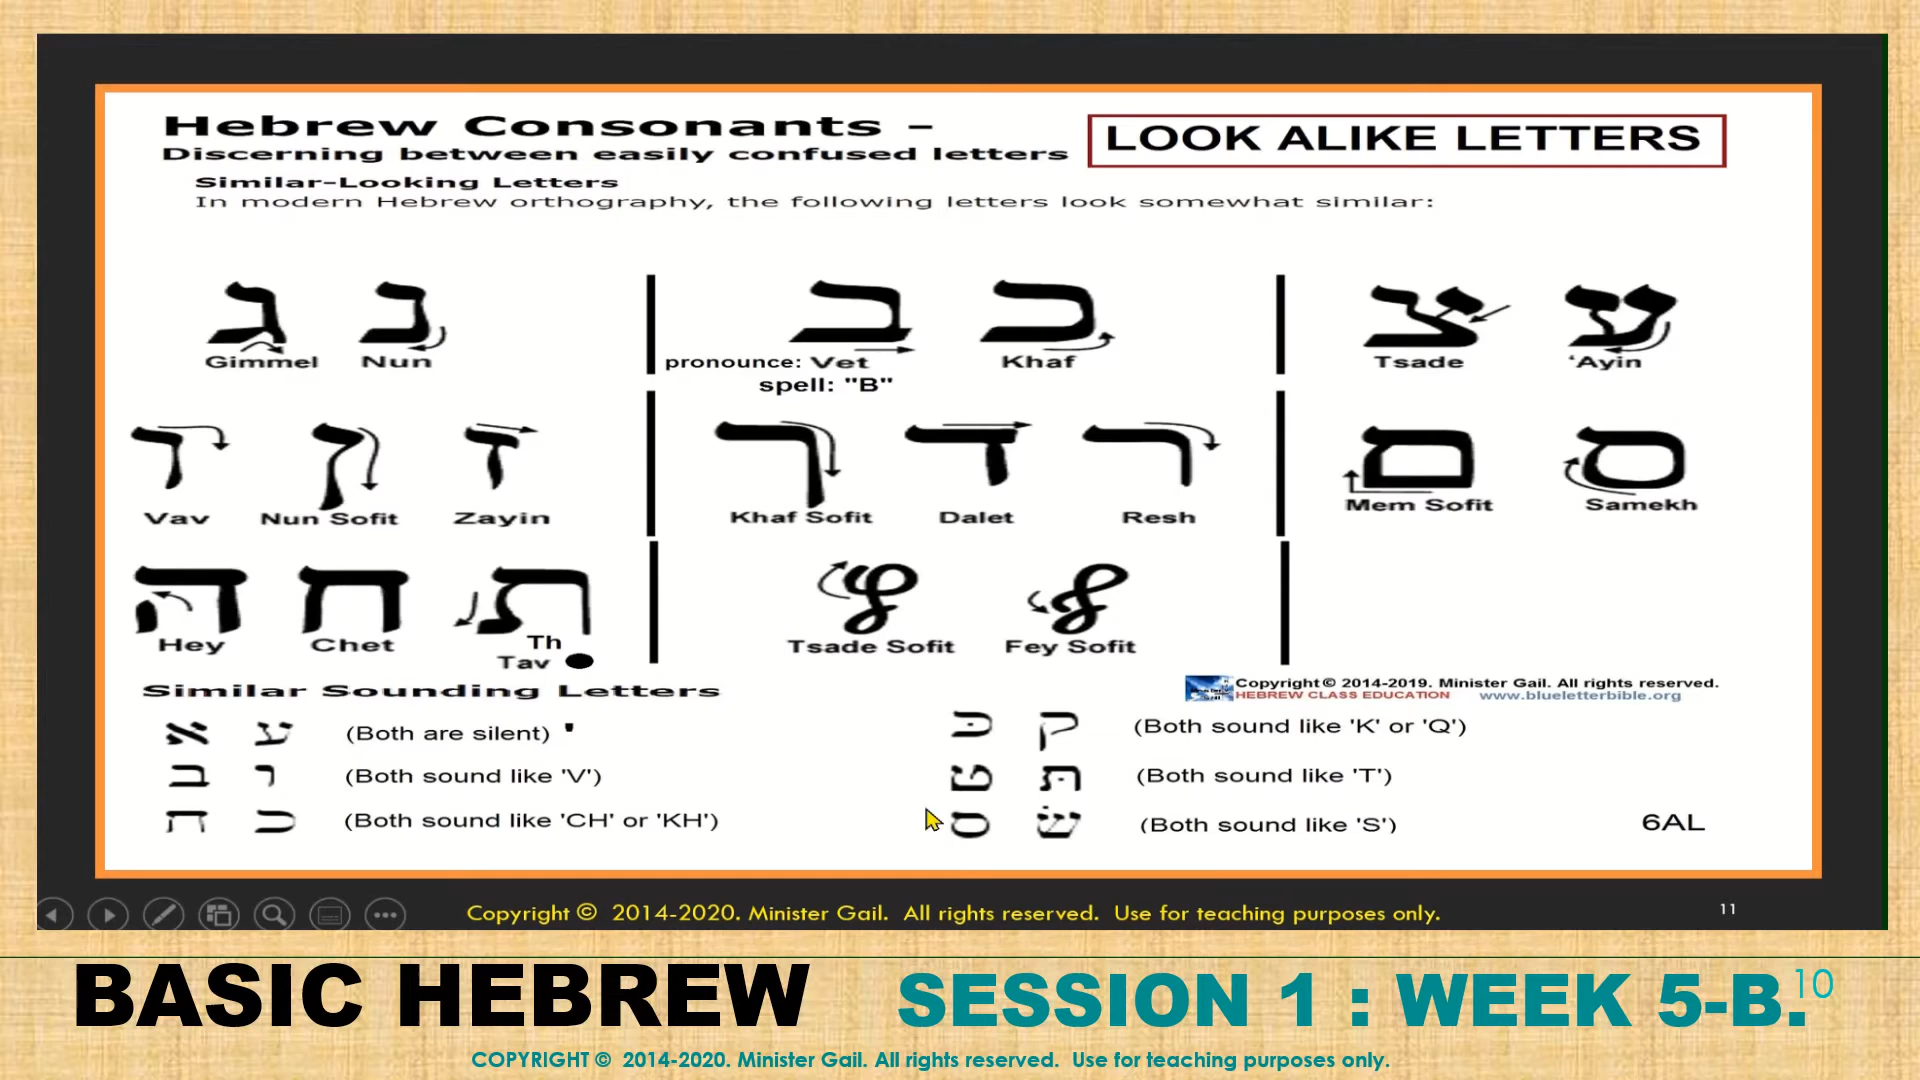 Hebrew Consonants –
Discerning between easily confused letters
LOOK ALIKE LETTERS
Similar-Looking Letters
In modern Hebrew orthography, the following letters look somewhat similar:
ג נ
Gimmel Nun
ב כ
pronounce: Vet Khaf
spell: "B"
צ ע
Tsade ‘Ayin
ו ן ז
Vav Nun Sofit Zayin
ך ד ר
Khaf Sofit Dalet Resh
ם ס
Mem Sofit Samekh
ה ח ת
Hey Chet Th
Tav
ץ ף
Tsade Sofit Fey Sofit
Copyright © 2014-2019. Minister Gail. All rights reserved.
HEBREW CLASS EDUCATION www.blueletterbible.org
Similar Sounding Letters
א ע (Both are silent) '
ב ו (Both sound like 'V')
ח כ (Both sound like 'CH' or 'KH')
כּ ק (Both sound like 'K' or 'Q')
ט תּ (Both sound like 'T')
ס שׂ (Both sound like 'S')
6AL
Copyright © 2014-2020. Minister Gail. All rights reserved. Use for teaching purposes only.
11
BASIC HEBREW SESSION 1 : WEEK 5-B.
10
COPYRIGHT © 2014-2020. Minister Gail. All rights reserved. Use for teaching purposes only.